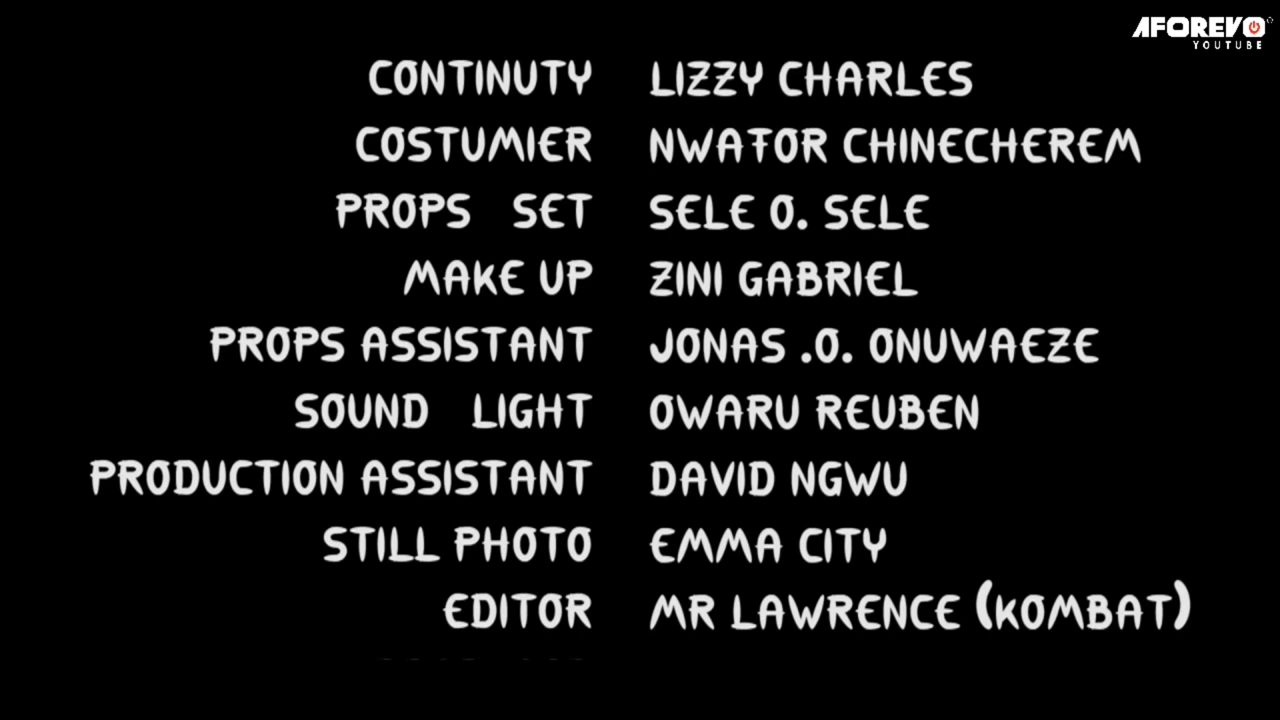 AFOREVO
YOUTUBE
CONTINUTY LIZZY CHARLES
COSTUMIER NWAFOR CHINECHEREM
PROPS SET SELE O. SELE
MAKE UP ZINI GABRIEL
PROPS ASSISTANT JONAS .O. ONUWAEZE
SOUND LIGHT OWARU REUBEN
PRODUCTION ASSISTANT DAVID NGWU
STILL PHOTO EMMA CITY
EDITOR MR LAWRENCE (KOMBAT)